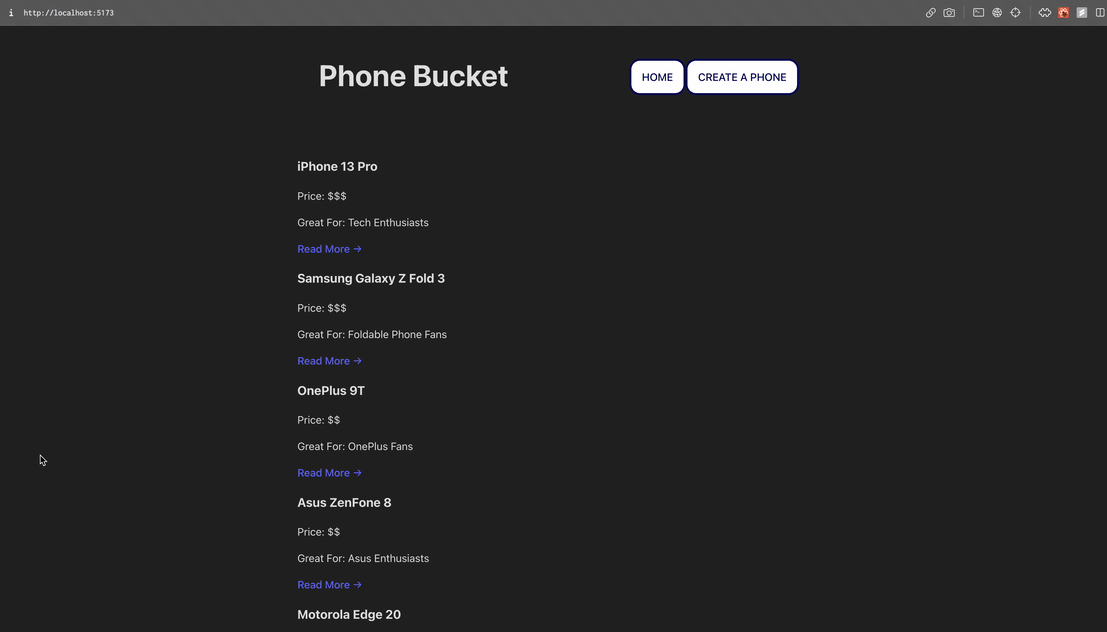 http://localhost:5173
Phone Bucket
HOME
CREATE A PHONE
iPhone 13 Pro
Price: $$$
Great For: Tech Enthusiasts
Read More →
Samsung Galaxy Z Fold 3
Price: $$$
Great For: Foldable Phone Fans
Read More →
OnePlus 9T
Price: $$
Great For: OnePlus Fans
Read More →
Asus ZenFone 8
Price: $$
Great For: Asus Enthusiasts
Read More →
Motorola Edge 20